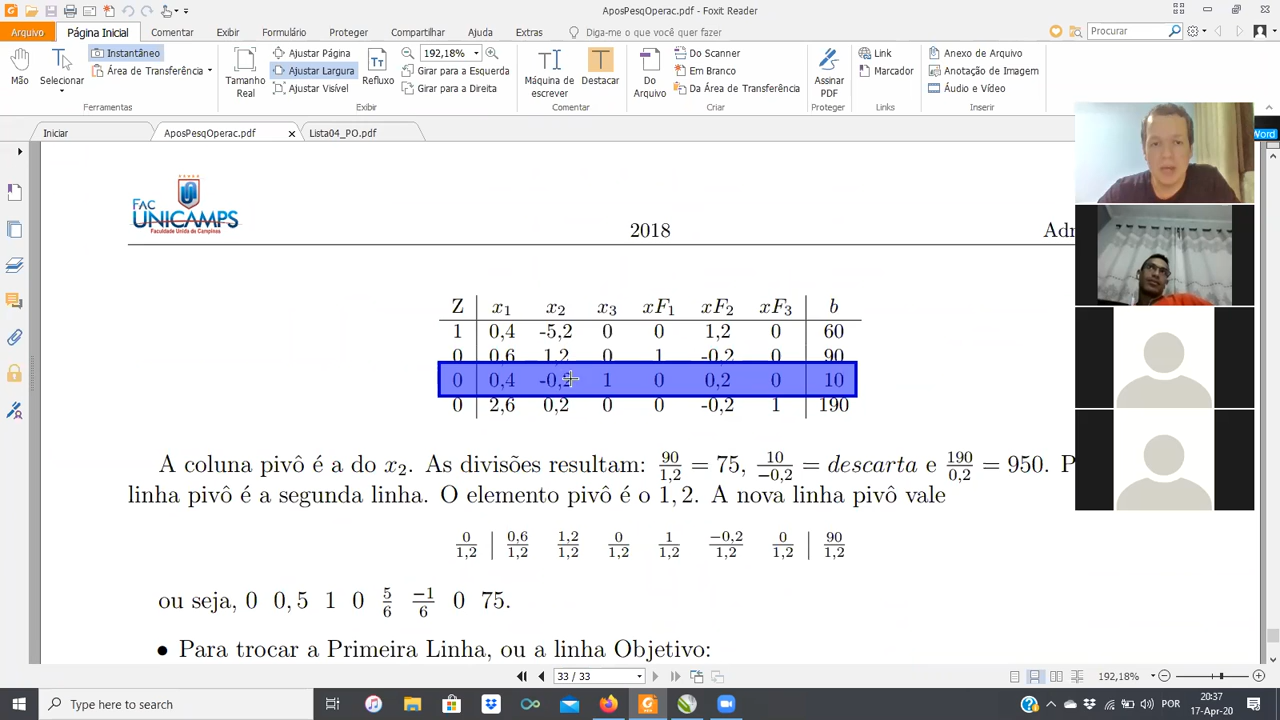 AposPesqOperac.pdf - Foxit Reader
Arquivo Página Inicial Comentar Exibir Formulário Proteger Compartilhar Ajuda Extras Diga-me o que você deseja fazer... Procurar
Mão
Selecionar
Instantâneo
Área de Transferência
Ferramentas
Tamanho Real
Ajustar Página
Ajustar Largura
Ajustar Visível
Refluxo
192,18%
Girar para a Esquerda
Girar para a Direita
Exibir
Máquina de escrever
Destacar
Comentar
Do Arquivo
Do Scanner
Em Branco
Da Área de Transferência
Criar
Assinar PDF
Proteger
Link
Marcador
Links
Anexo de Arquivo
Anotação de Imagem
Áudio e Vídeo
Inserir
Iniciar AposPesqOperac.pdf Lista04_PO.pdf
Word
FAC
UNICAMPS
Faculdade Unida de Campinas
2018 Adm
Z x₁ x₂ x₃ xF₁ xF₂ xF₃ b
1 0,4 -5,2 0 0 1,2 0 60
0 0,6 1,2 0 1 -0,2 0 90
0 0,4 -0,2 1 0 0,2 0 10
0 2,6 0,2 0 0 -0,2 1 190
A coluna pivô é a do x₂. As divisões resultam: 90/1,2 = 75, 10/−0,2 = descarta e 190/0,2 = 950. P
linha pivô é a segunda linha. O elemento pivô é o 1, 2. A nova linha pivô vale
0/1,2 | 0,6/1,2 1,2/1,2 0/1,2 1/1,2 −0,2/1,2 0/1,2 | 90/1,2
ou seja, 0 0, 5 1 0 5/6 −1/6 0 75.
• Para trocar a Primeira Linha, ou a linha Objetivo:
33 / 33 192,18%
Type here to search
POR
20:37
17-Apr-20